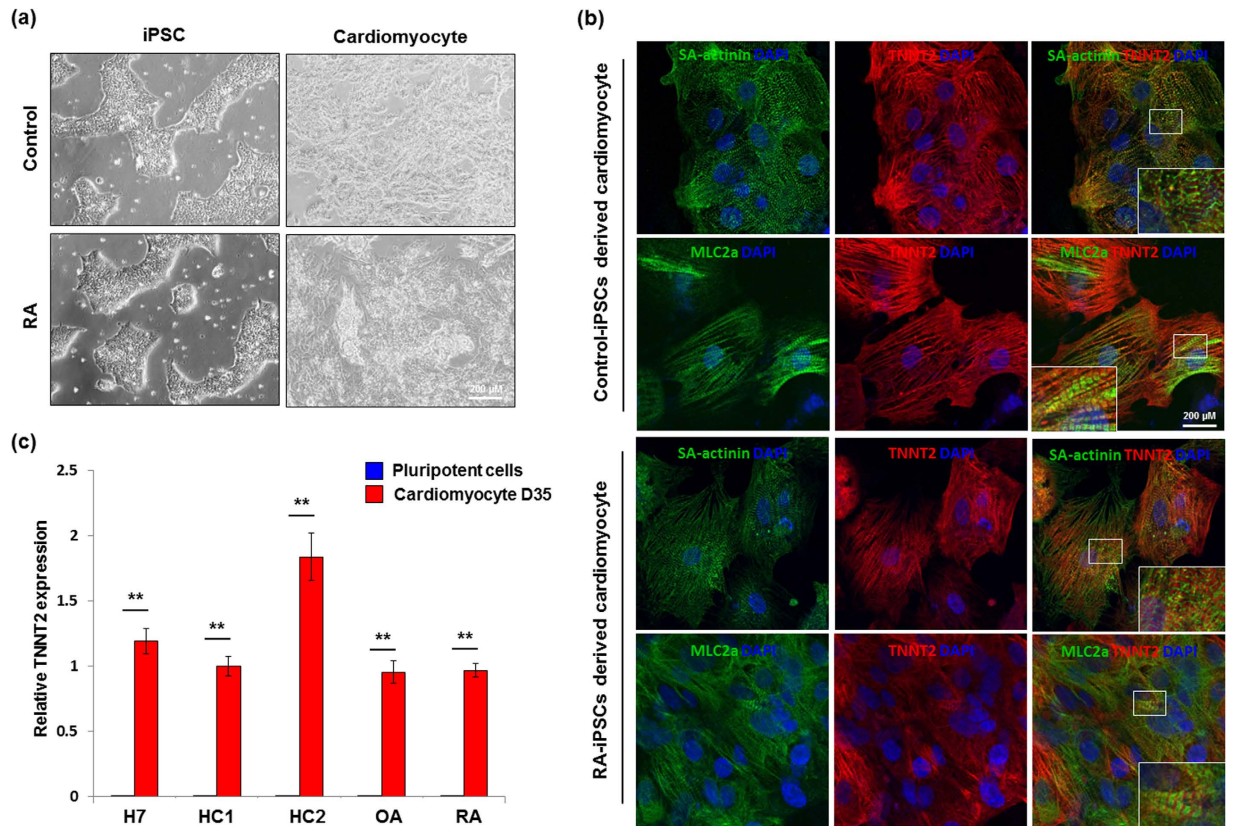 (a)
iPSC
Cardiomyocyte
Control
RA
200 µM
(b)
Control-iPSCs derived cardiomyocyte
SA-actinin DAPI
TNNT2 DAPI
SA-actinin TNNT2 DAPI
MLC2a DAPI
TNNT2 DAPI
MLC2a TNNT2 DAPI
200 µM
RA-iPSCs derived cardiomyocyte
SA-actinin DAPI
TNNT2 DAPI
SA-actinin TNNT2 DAPI
MLC2a DAPI
TNNT2 DAPI
MLC2a TNNT2 DAPI
(c)
Relative TNNT2 expression
2.5
2
1.5
1
0.5
0
Pluripotent cells
Cardiomyocyte D35
**
**
**
**
**
H7
HC1
HC2
OA
RA